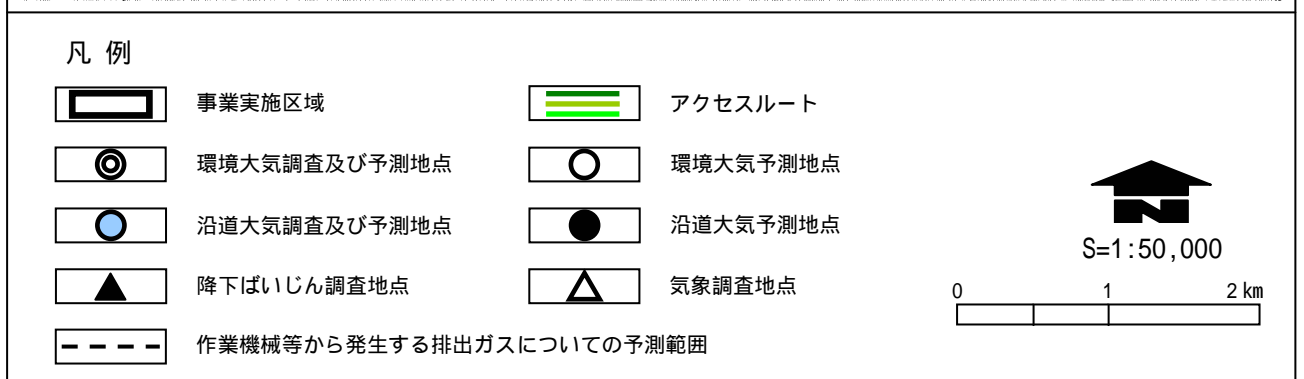 凡 例
事業実施区域
アクセスルート
環境大気調査及び予測地点
環境大気予測地点
沿道大気調査及び予測地点
沿道大気予測地点
降下ばいじん調査地点
気象調査地点
作業機械等から発生する排出ガスについての予測範囲
N
S=1:50,000
0 1 2 km